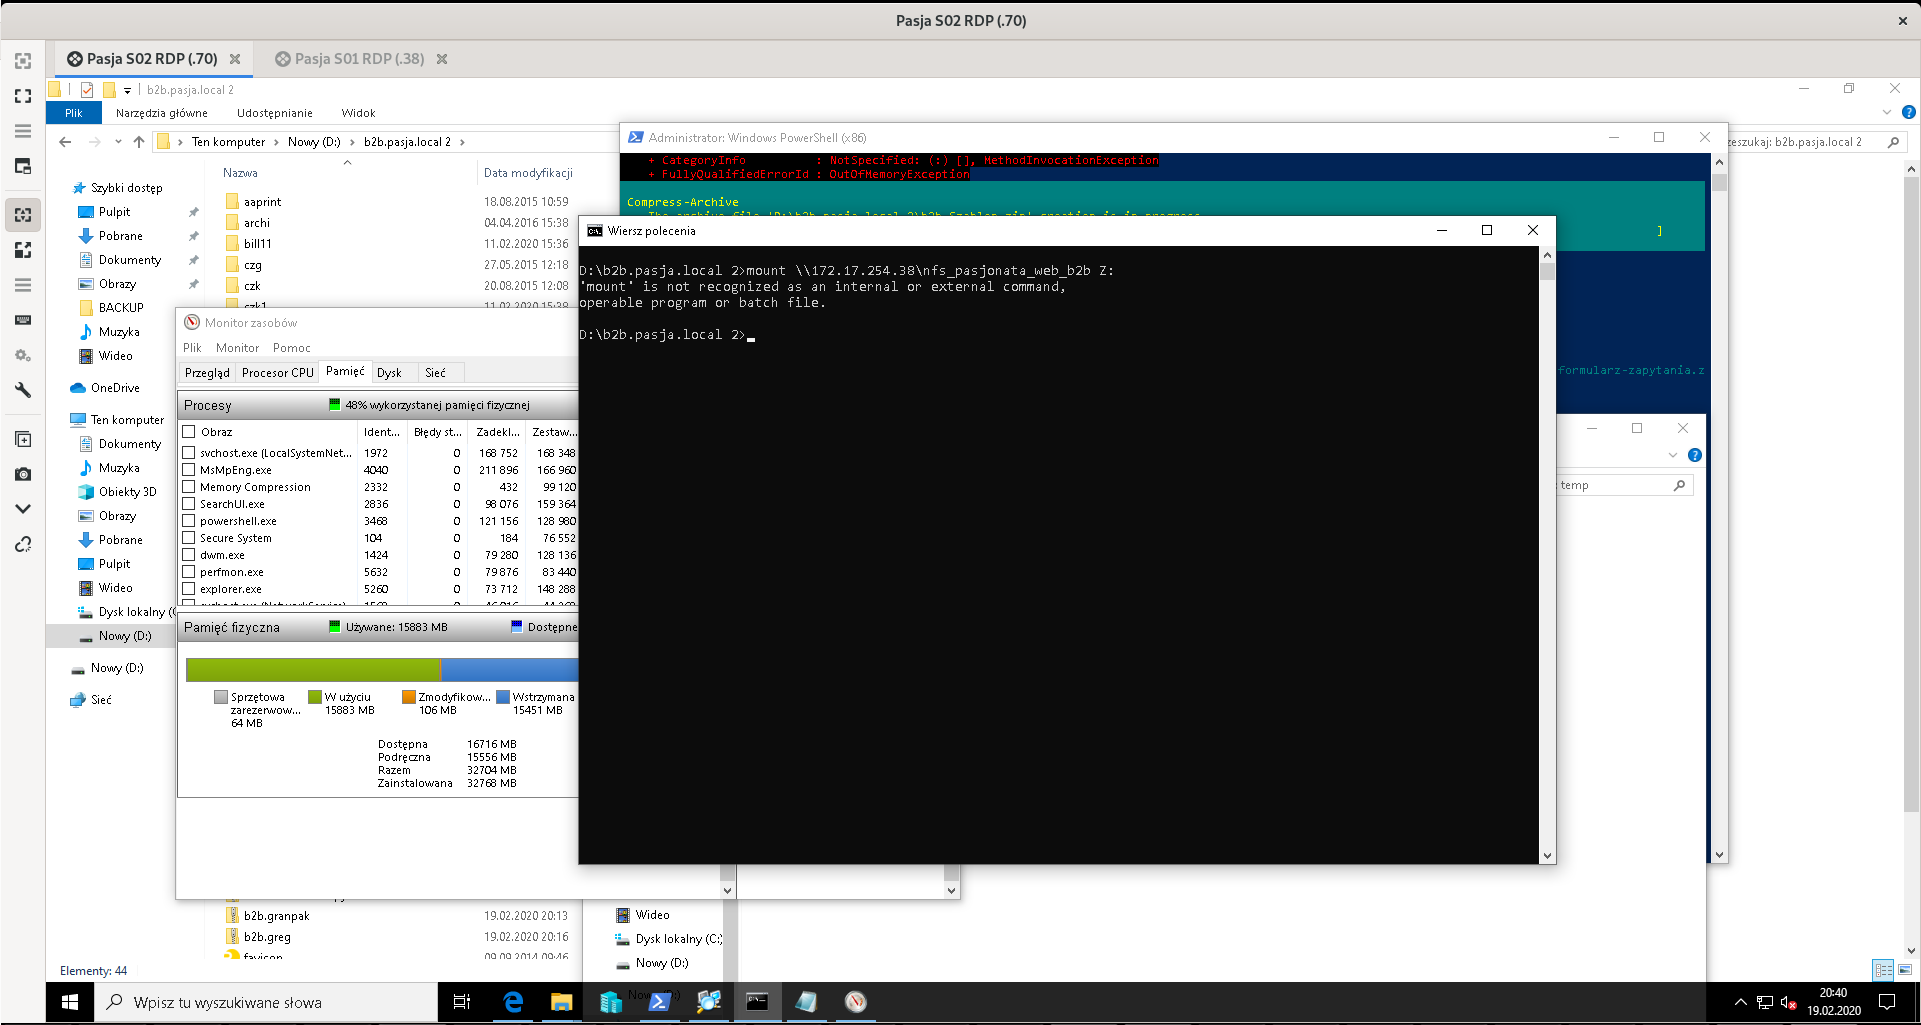 Pasja S02 RDP (.70)
Pasja S02 RDP (.70)
Pasja S01 RDP (.38)
b2b.pasja.local 2
Plik
Narzędzia główne
Udostępnianie
Widok
Ten komputer
Nowy (D:)
b2b.pasja.local 2
zeszukaj: b2b.pasja.local 2
Nazwa
Data modyfikacji
aaprint
18.08.2015 10:59
archi
04.04.2016 15:38
bill11
11.02.2020 15:36
czg
27.05.2015 12:18
czk
20.08.2015 12:08
czk1
11.02.2020 15:38
Szybki dostęp
Pulpit
Pobrane
Dokumenty
Obrazy
BACKUP
Muzyka
Wideo
OneDrive
Ten komputer
Dokumenty
Muzyka
Obiekty 3D
Obrazy
Pobrane
Pulpit
Wideo
Dysk lokalny (C
Nowy (D:)
Nowy (D:)
Sieć
Administrator: Windows PowerShell (x86)
+ CategoryInfo : NotSpecified: (:) [], MethodInvocationException
+ FullyQualifiedErrorId : OutOfMemoryException
Compress-Archive
]
formularz-zapytania.z
Wiersz polecenia
D:\b2b.pasja.local 2>mount \\172.17.254.38\nfs_pasjonata_web_b2b Z:
'mount' is not recognized as an internal or external command,
operable program or batch file.
D:\b2b.pasja.local 2>
Monitor zasobów
Plik
Monitor
Pomoc
Przegląd
Procesor CPU
Pamięć
Dysk
Sieć
Procesy
48% wykorzystanej pamięci fizycznej
Obraz
Ident...
Błędy st...
Zadekl...
Zestaw...
svchost.exe (LocalSystemNet... 1972 0 168 752 168 348
MsMpEng.exe 4040 0 211 896 166 960
Memory Compression 2332 0 432 99 120
SearchUI.exe 2836 0 98 076 159 364
powershell.exe 3468 0 121 156 128 980
Secure System 104 0 184 76 552
dwm.exe 1424 0 79 280 128 136
perfmon.exe 5632 0 79 876 83 440
explorer.exe 5260 0 73 712 148 288
Pamięć fizyczna
Używane: 15883 MB
Dostępne
Sprzętowa
zarezerwow...
64 MB
W użyciu
15883 MB
Zmodyfikow...
106 MB
Wstrzymana
15451 MB
Dostępna 16716 MB
Podręczna 15556 MB
Razem 32704 MB
Zainstalowana 32768 MB
temp
b2b.granpak
19.02.2020 20:13
b2b.greg
19.02.2020 20:16
favicon
09.09.2014 09:46
Wideo
Dysk lokalny (C:)
Nowy (D:)
Elementy: 44
Wpisz tu wyszukiwane słowa
20:40
19.02.2020